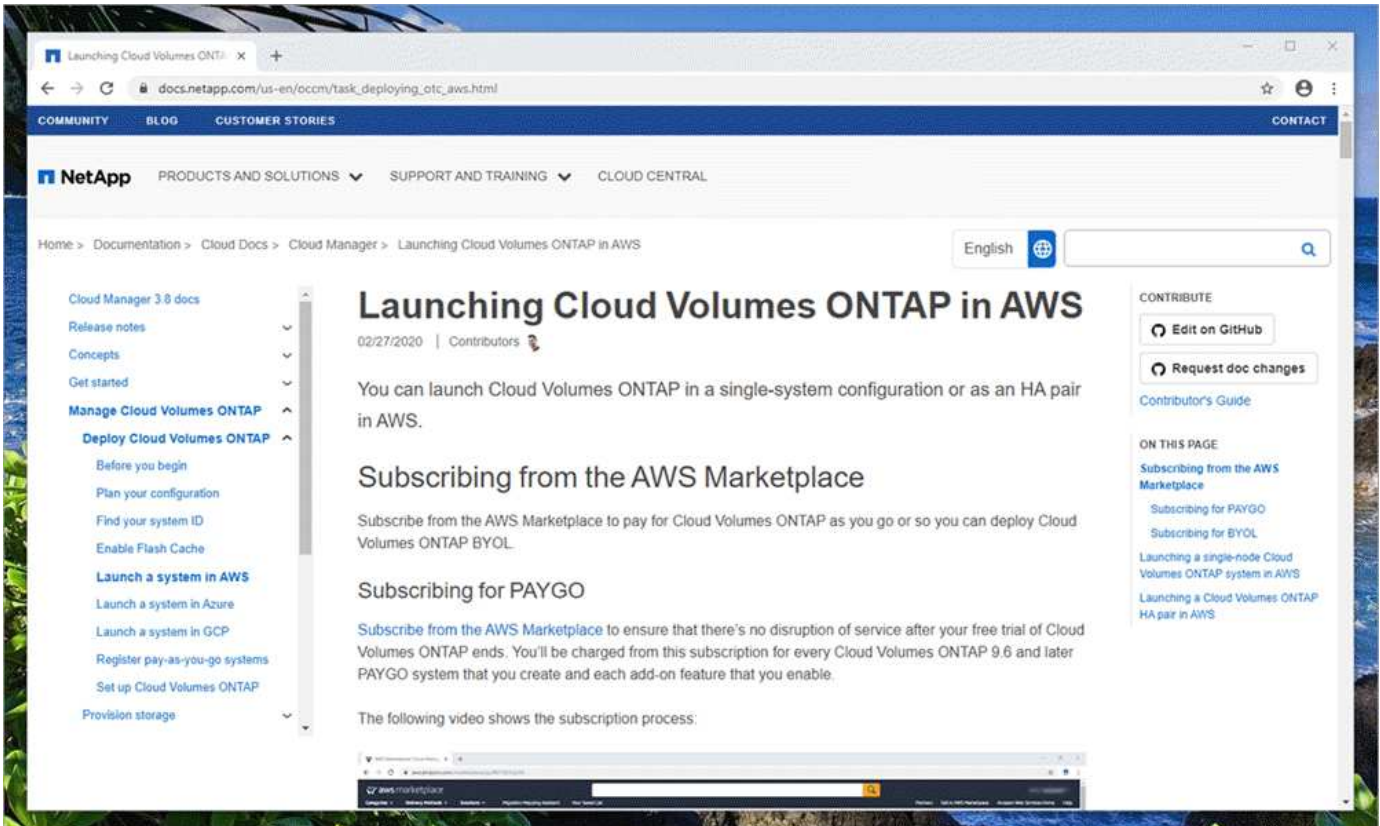 Launching Cloud Volumes ONTA
docs.netapp.com/us-en/occm/task_deploying_otc_aws.html
COMMUNITY BLOG CUSTOMER STORIES CONTACT
NetApp PRODUCTS AND SOLUTIONS SUPPORT AND TRAINING CLOUD CENTRAL
Home > Documentation > Cloud Docs > Cloud Manager > Launching Cloud Volumes ONTAP in AWS
English
Cloud Manager 3.8 docs
Release notes
Concepts
Get started
Manage Cloud Volumes ONTAP
Deploy Cloud Volumes ONTAP
Before you begin
Plan your configuration
Find your system ID
Enable Flash Cache
Launch a system in AWS
Launch a system in Azure
Launch a system in GCP
Register pay-as-you-go systems
Set up Cloud Volumes ONTAP
Provision storage
Launching Cloud Volumes ONTAP in AWS
02/27/2020 | Contributors
You can launch Cloud Volumes ONTAP in a single-system configuration or as an HA pair
in AWS.
Subscribing from the AWS Marketplace
Subscribe from the AWS Marketplace to pay for Cloud Volumes ONTAP as you go or so you can deploy Cloud
Volumes ONTAP BYOL.
Subscribing for PAYGO
Subscribe from the AWS Marketplace to ensure that there's no disruption of service after your free trial of Cloud
Volumes ONTAP ends. You'll be charged from this subscription for every Cloud Volumes ONTAP 9.6 and later
PAYGO system that you create and each add-on feature that you enable.
The following video shows the subscription process:
aws marketplace
CONTRIBUTE
Edit on GitHub
Request doc changes
Contributor's Guide
ON THIS PAGE
Subscribing from the AWS
Marketplace
Subscribing for PAYGO
Subscribing for BYOL
Launching a single-node Cloud
Volumes ONTAP system in AWS
Launching a Cloud Volumes ONTAP
HA pair in AWS